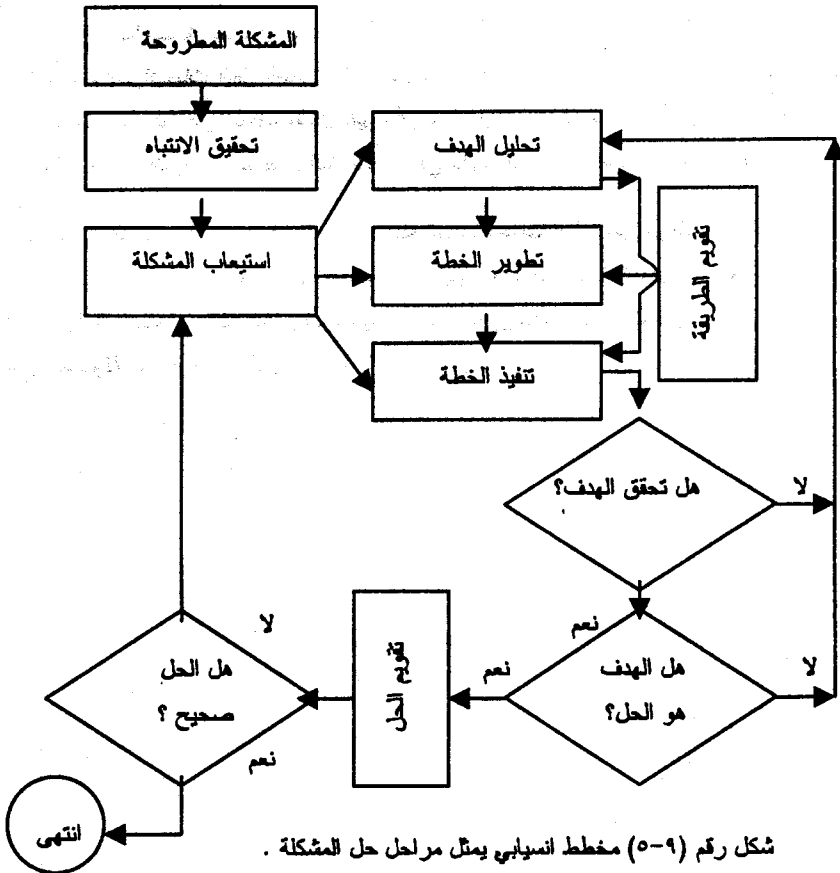 المشكلة المطروحة
تحقيق الانتباه
تحليل الهدف
استيعاب المشكلة
تطوير الخطة
تقويم الطريقة
تنفيذ الخطة
هل تحقق الهدف؟
لا
نعم
هل الهدف
هو الحل؟
لا
نعم
تقويم الحل
هل الحل
صحيح ؟
لا
نعم
انتهى
شكل رقم (٩-٥) مخطط انسيابي يمثل مراحل حل المشكلة .